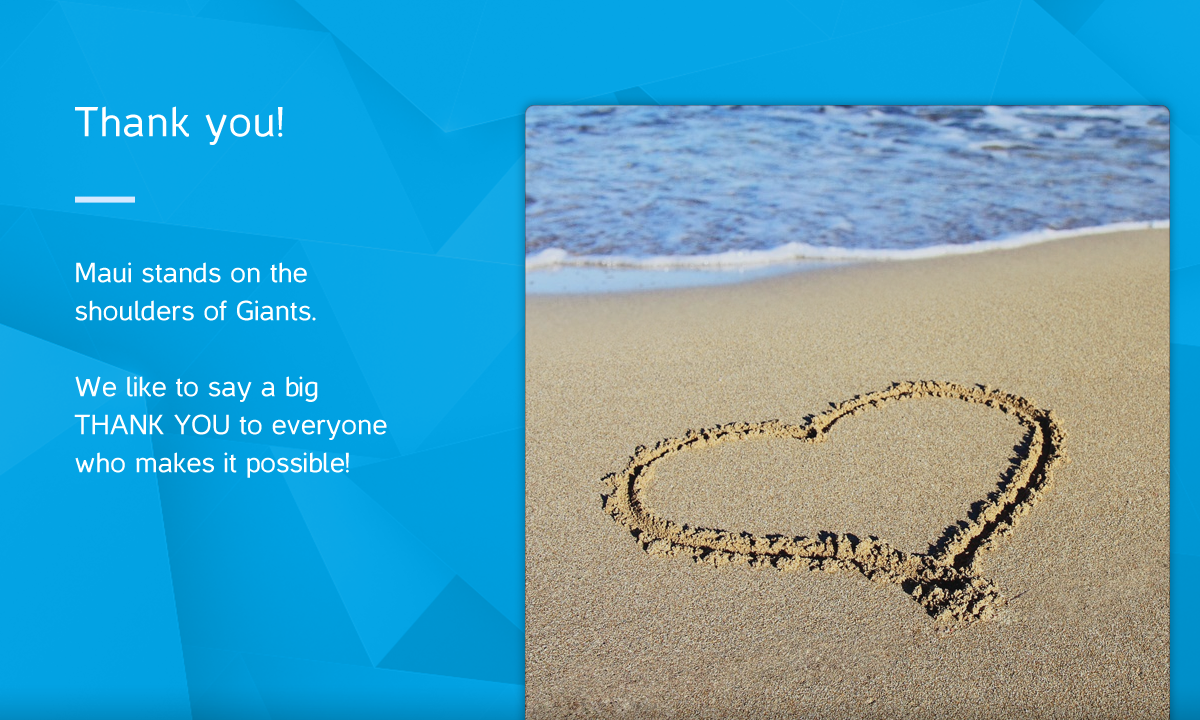 Thank you!
Maui stands on the
shoulders of Giants.
We like to say a big
THANK YOU to everyone
who makes it possible!